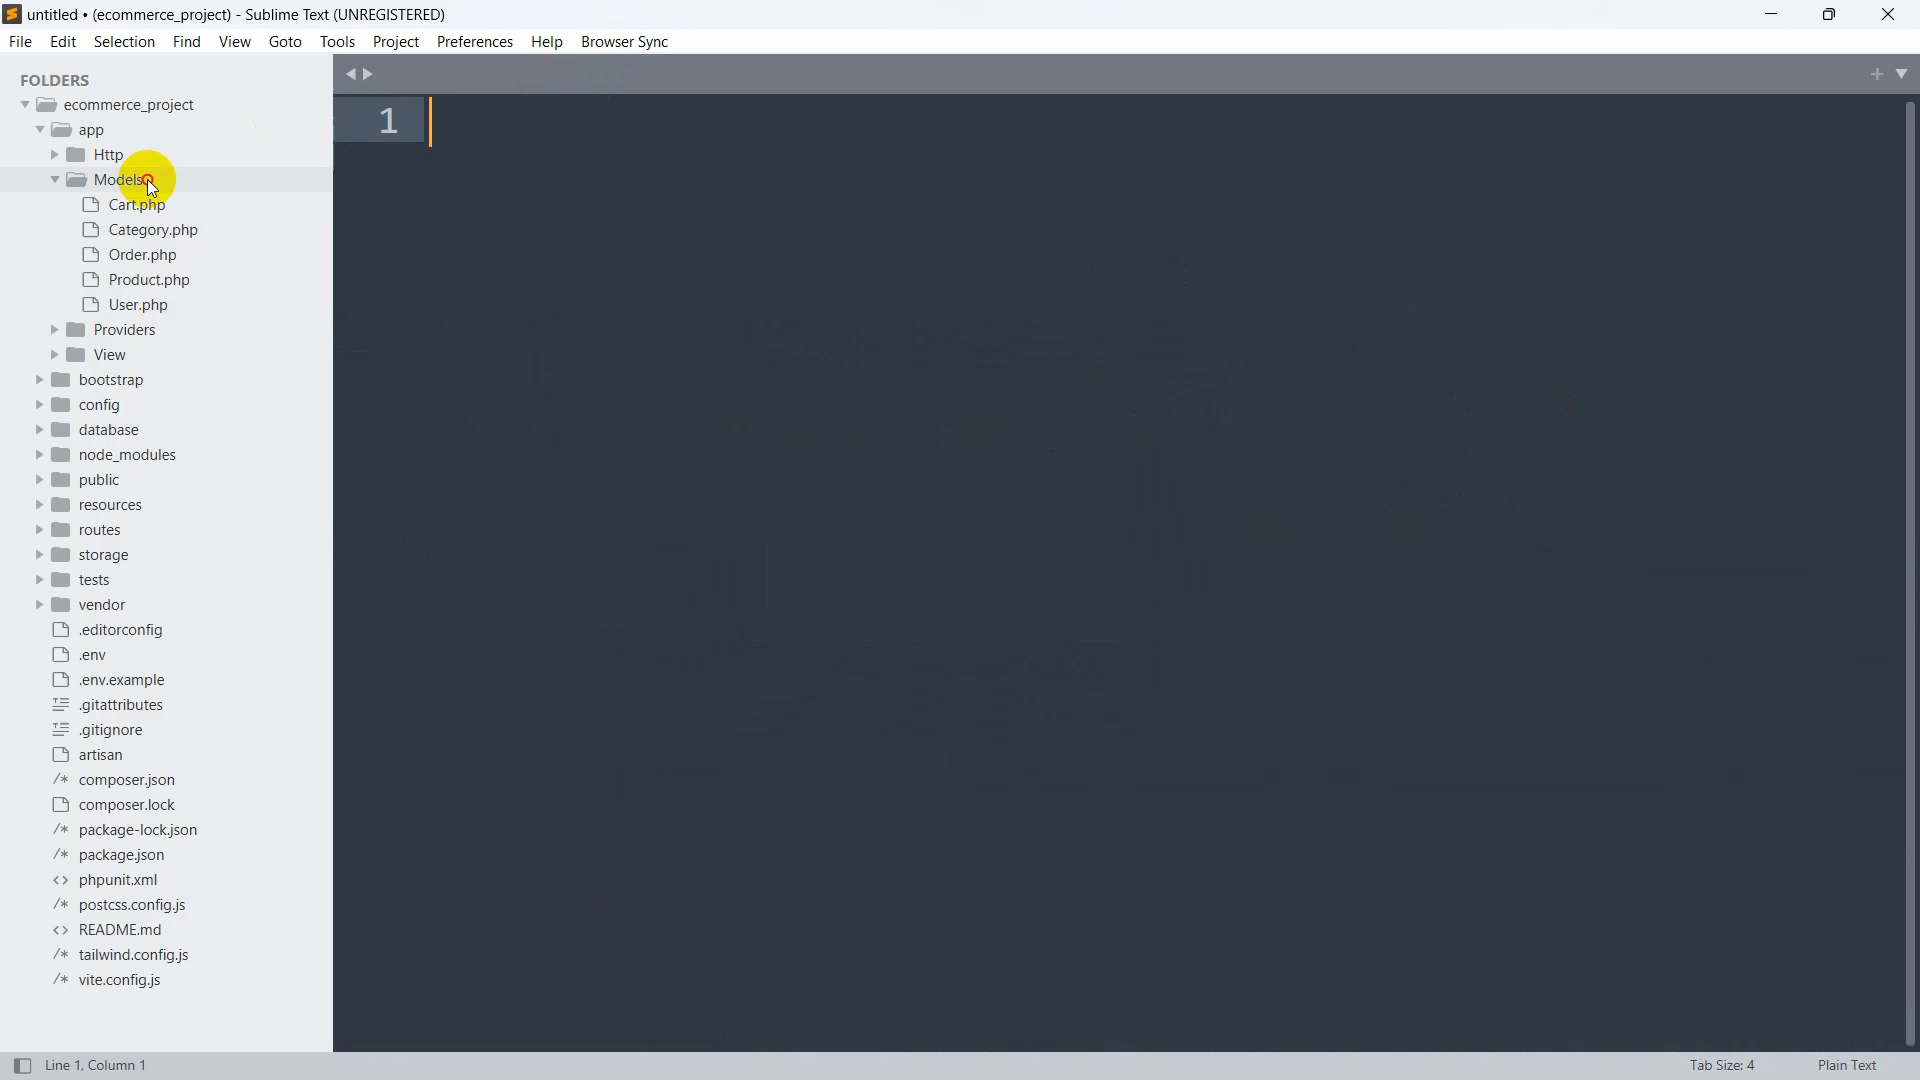 untitled • (ecommerce_project) - Sublime Text (UNREGISTERED)
File Edit Selection Find View Goto Tools Project Preferences Help Browser Sync
FOLDERS
ecommerce_project
app
Http
Models
Cart.php
Category.php
Order.php
Product.php
User.php
Providers
View
bootstrap
config
database
node_modules
public
resources
routes
storage
tests
vendor
.editorconfig
.env
.env.example
.gitattributes
.gitignore
artisan
/* composer.json
composer.lock
/* package-lock.json
/* package.json
<> phpunit.xml
/* postcss.config.js
<> README.md
/* tailwind.config.js
/* vite.config.js
1
Line 1, Column 1
Tab Size: 4
Plain Text